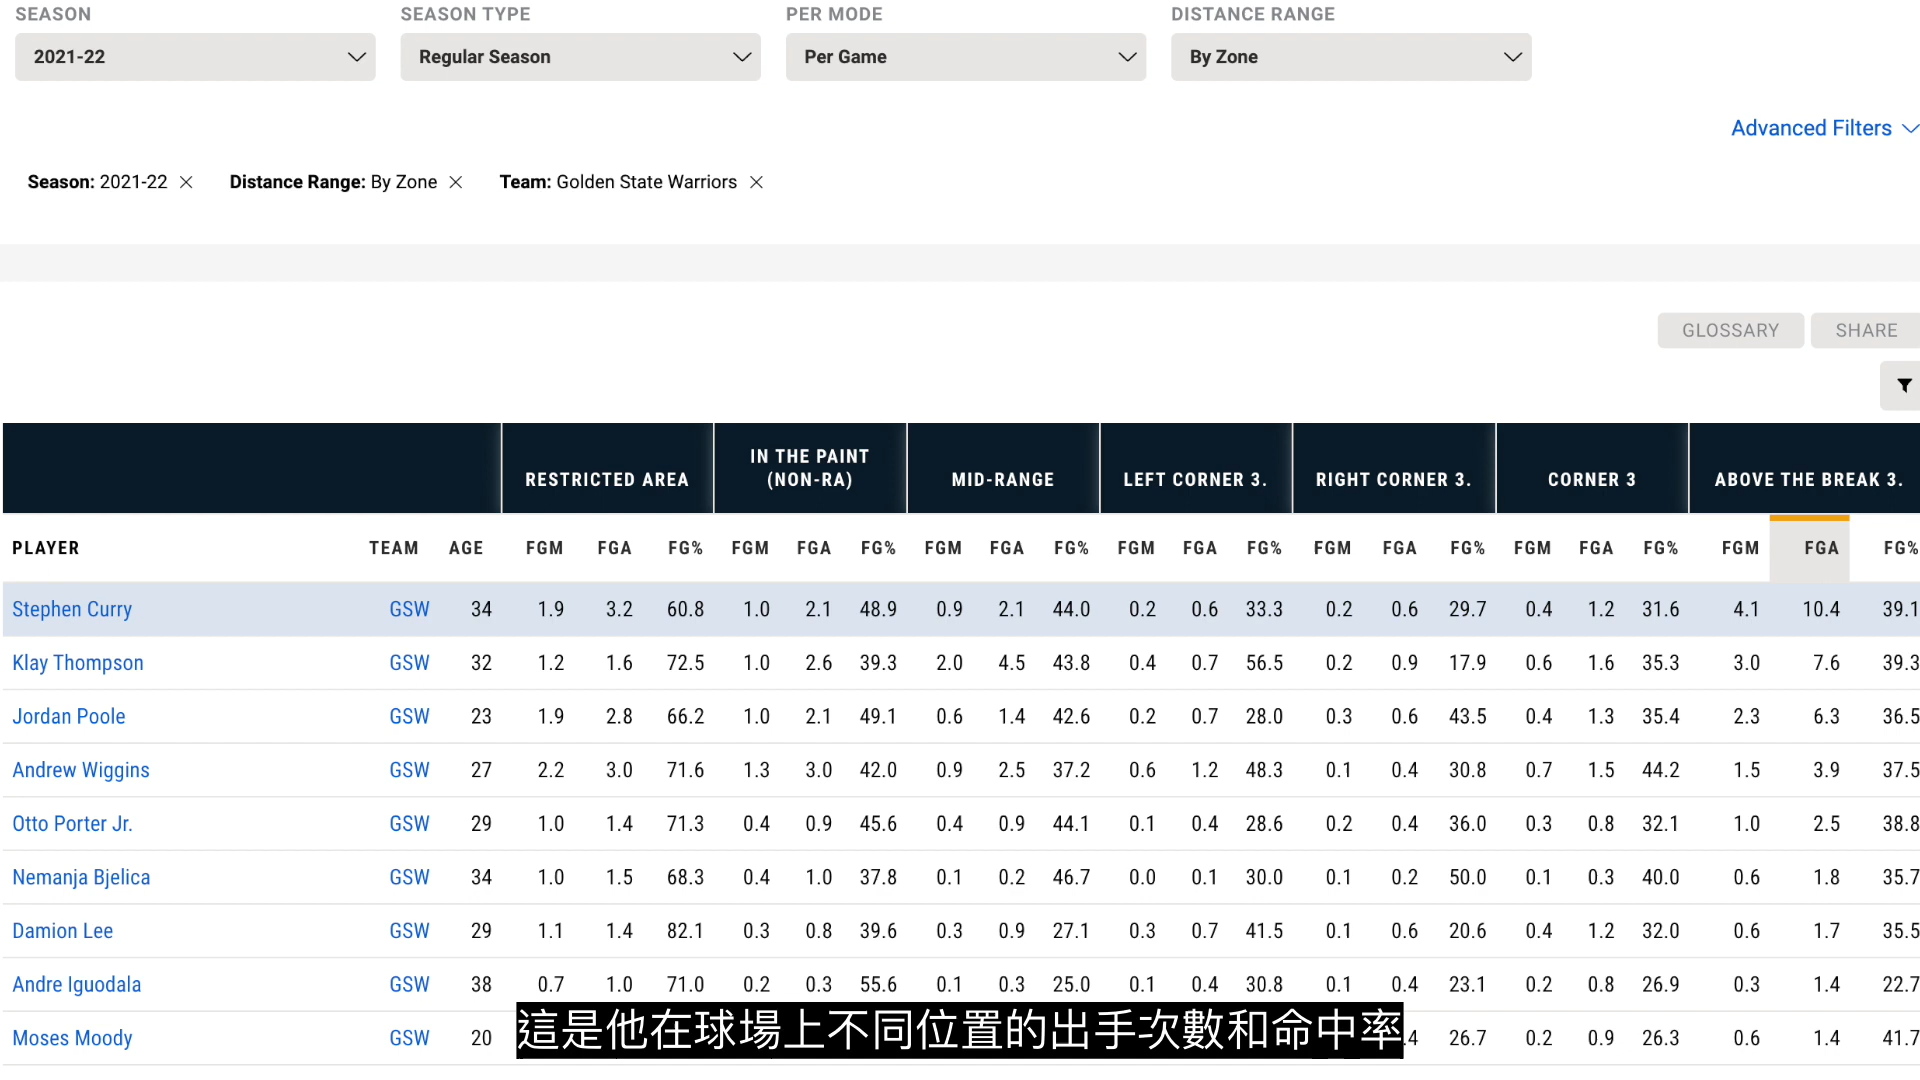 SEASON SEASON TYPE PER MODE DISTANCE RANGE
2021-22 Regular Season Per Game By Zone
Advanced Filters
Season: 2021-22 Distance Range: By Zone Team: Golden State Warriors
GLOSSARY SHARE
IN THE PAINT
RESTRICTED AREA (NON-RA) MID-RANGE LEFT CORNER 3. RIGHT CORNER 3. CORNER 3 ABOVE THE BREAK 3.
PLAYER TEAM AGE FGM FGA FG% FGM FGA FG% FGM FGA FG% FGM FGA FG% FGM FGA FG% FGM FGA FG% FGM FGA FG%
Stephen Curry GSW 34 1.9 3.2 60.8 1.0 2.1 48.9 0.9 2.1 44.0 0.2 0.6 33.3 0.2 0.6 29.7 0.4 1.2 31.6 4.1 10.4 39.1
Klay Thompson GSW 32 1.2 1.6 72.5 1.0 2.6 39.3 2.0 4.5 43.8 0.4 0.7 56.5 0.2 0.9 17.9 0.6 1.6 35.3 3.0 7.6 39.3
Jordan Poole GSW 23 1.9 2.8 66.2 1.0 2.1 49.1 0.6 1.4 42.6 0.2 0.7 28.0 0.3 0.6 43.5 0.4 1.3 35.4 2.3 6.3 36.5
Andrew Wiggins GSW 27 2.2 3.0 71.6 1.3 3.0 42.0 0.9 2.5 37.2 0.6 1.2 48.3 0.1 0.4 30.8 0.7 1.5 44.2 1.5 3.9 37.5
Otto Porter Jr. GSW 29 1.0 1.4 71.3 0.4 0.9 45.6 0.4 0.9 44.1 0.1 0.4 28.6 0.2 0.4 36.0 0.3 0.8 32.1 1.0 2.5 38.8
Nemanja Bjelica GSW 34 1.0 1.5 68.3 0.4 1.0 37.8 0.1 0.2 46.7 0.0 0.1 30.0 0.1 0.2 50.0 0.1 0.3 40.0 0.6 1.8 35.7
Damion Lee GSW 29 1.1 1.4 82.1 0.3 0.8 39.6 0.3 0.9 27.1 0.3 0.7 41.5 0.1 0.6 20.6 0.4 1.2 32.0 0.6 1.7 35.5
Andre Iguodala GSW 38 0.7 1.0 71.0 0.2 0.3 55.6 0.1 0.3 25.0 0.1 0.4 30.8 0.1 0.4 23.1 0.2 0.8 26.9 0.3 1.4 22.7
Moses Moody GSW 20 26.7 0.2 0.9 26.3 0.6 1.4 41.7
這是他在球場上不同位置的出手次數和命中率